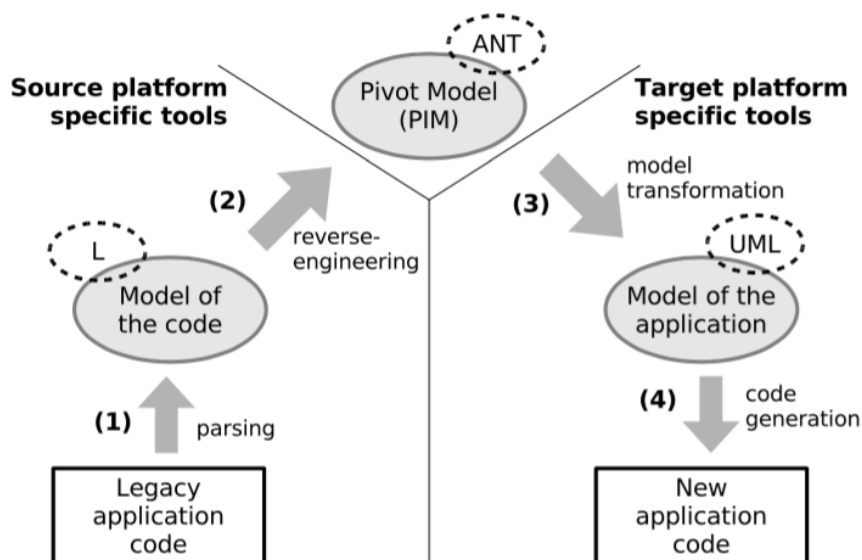 ANT
Pivot Model
(PIM)
Source platform
specific tools
Target platform
specific tools
(2)
reverse-
engineering
(3)
model
transformation
L
Model of
the code
UML
Model of the
application
(1)
parsing
(4)
code
generation
Legacy
application
code
New
application
code